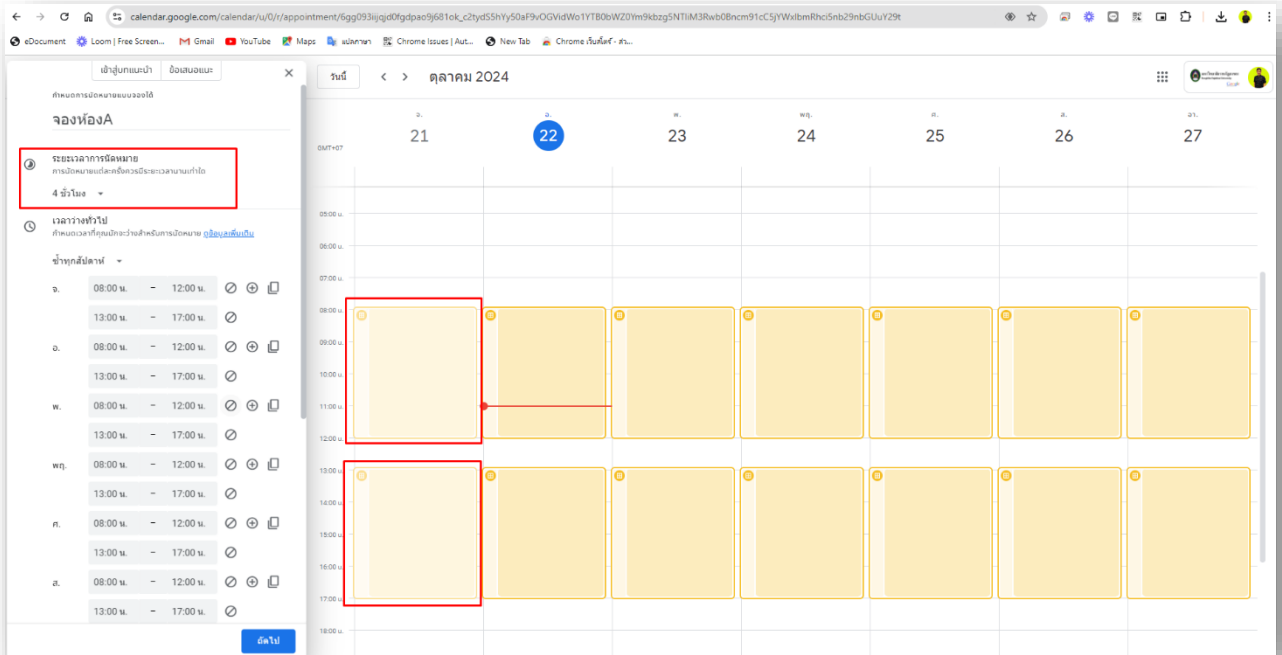 calendar.google.com/calendar/u/0/r/appointment/6gg093iijqjd0fgdpao9j681ok_c2tydS5hYy50aF9vOGVidWo1YTB0bWZ0Ym9kbzg5NTliM3Rwb0Bncm91cC5jYWxlbmRhci5nb29nbGUuY29t
eDocument Loom | Free Screen... Gmail YouTube Maps แปลภาษา Chrome Issues | Aut... New Tab Chrome เว็บสโตร์ - ส่ว...
เข้าสู่บทแนะนำ ข้อเสนอแนะ
วันนี้ ตุลาคม 2024
กำหนดการนัดหมายแบบจองได้
จองห้องA
จ. อ. พ. พฤ. ศ. ส. อา.
21 22 23 24 25 26 27
GMT+07
ระยะเวลาการนัดหมาย
การนัดหมายแต่ละครั้งควรมีระยะเวลานานเท่าใด
4 ชั่วโมง
เวลาว่างทั่วไป
กำหนดเวลาที่คุณมักจะว่างสำหรับการนัดหมาย ดูข้อมูลเพิ่มเติม
ซ้ำทุกสัปดาห์
จ. 08:00 น. – 12:00 น.
13:00 น. – 17:00 น.
อ. 08:00 น. – 12:00 น.
13:00 น. – 17:00 น.
พ. 08:00 น. – 12:00 น.
13:00 น. – 17:00 น.
พฤ. 08:00 น. – 12:00 น.
13:00 น. – 17:00 น.
ศ. 08:00 น. – 12:00 น.
13:00 น. – 17:00 น.
ส. 08:00 น. – 12:00 น.
13:00 น. – 17:00 น.
ถัดไป
05:00 น.
06:00 น.
07:00 น.
08:00 น.
09:00 น.
10:00 น.
11:00 น.
12:00 น.
13:00 น.
14:00 น.
15:00 น.
16:00 น.
17:00 น.
18:00 น.